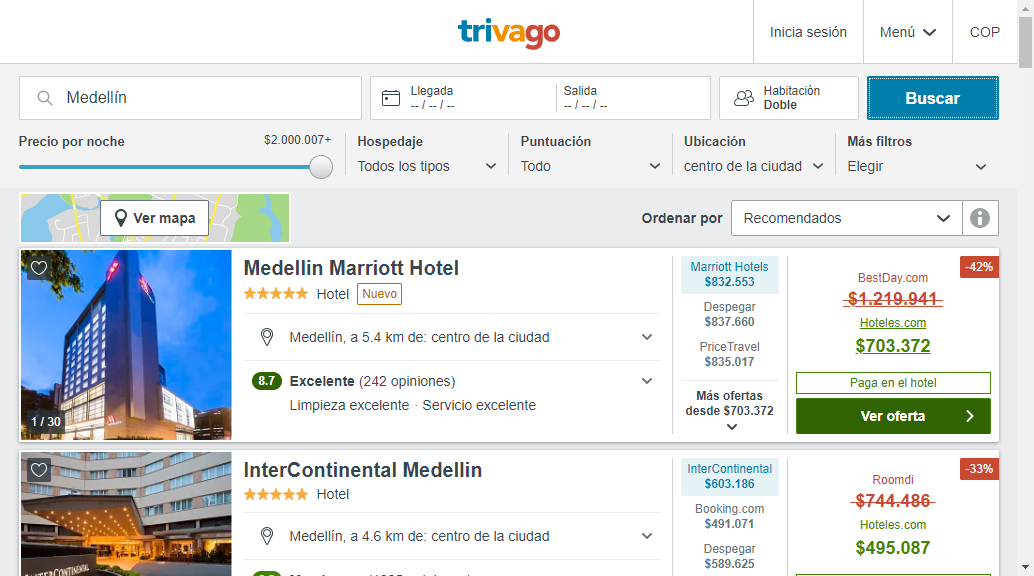 trivago
Inicia sesión
Menú
COP
Medellín
Llegada
-- / -- / --
Salida
-- / -- / --
Habitación
Doble
Buscar
Precio por noche
$2.000.007+
Hospedaje
Todos los tipos
Puntuación
Todo
Ubicación
centro de la ciudad
Más filtros
Elegir
Ver mapa
Ordenar por
Recomendados
1 / 30
Medellin Marriott Hotel
Hotel
Nuevo
Medellín, a 5.4 km de: centro de la ciudad
8.7 Excelente (242 opiniones)
Limpieza excelente · Servicio excelente
Marriott Hotels
$832.553
Despegar
$837.660
PriceTravel
$835.017
Más ofertas
desde $703.372
-42%
BestDay.com
$1.219.941
Hoteles.com
$703.372
Paga en el hotel
Ver oferta
INTERCONTINENTAL
InterContinental Medellin
Hotel
Medellín, a 4.6 km de: centro de la ciudad
InterContinental
$603.186
Booking.com
$491.071
Despegar
$589.625
-33%
Roomdi
$744.486
Hoteles.com
$495.087